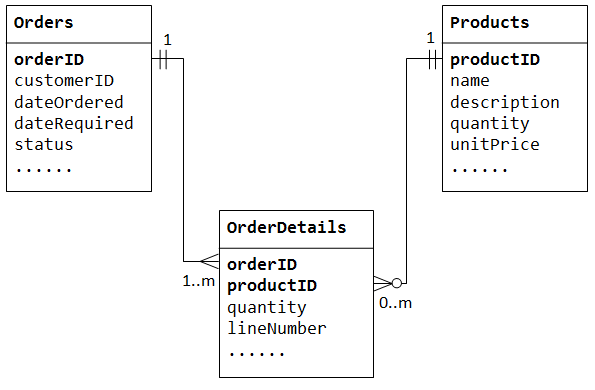 Orders
orderID
customerID
dateOrdered
dateRequired
status
......
1
1
Products
productID
name
description
quantity
unitPrice
......
OrderDetails
orderID
productID
quantity
lineNumber
......
1..m
0..m